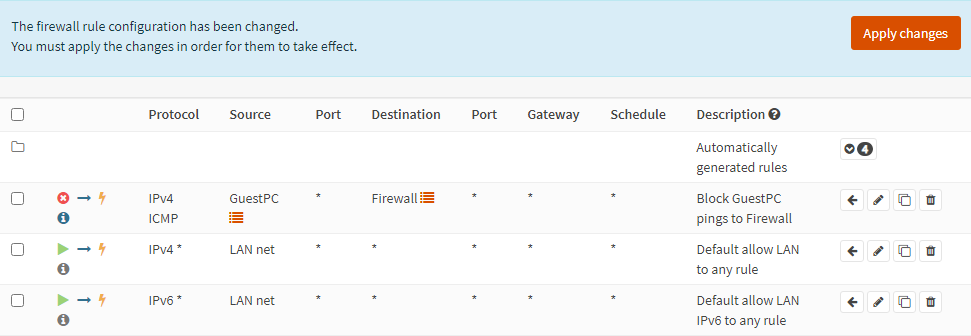 The firewall rule configuration has been changed.
You must apply the changes in order for them to take effect.
Apply changes
Protocol Source Port Destination Port Gateway Schedule Description
Automatically
generated rules
4
IPv4 GuestPC * Firewall * * * Block GuestPC
ICMP pings to Firewall
IPv4 * LAN net * * * * * Default allow LAN
to any rule
IPv6 * LAN net * * * * * Default allow LAN
IPv6 to any rule